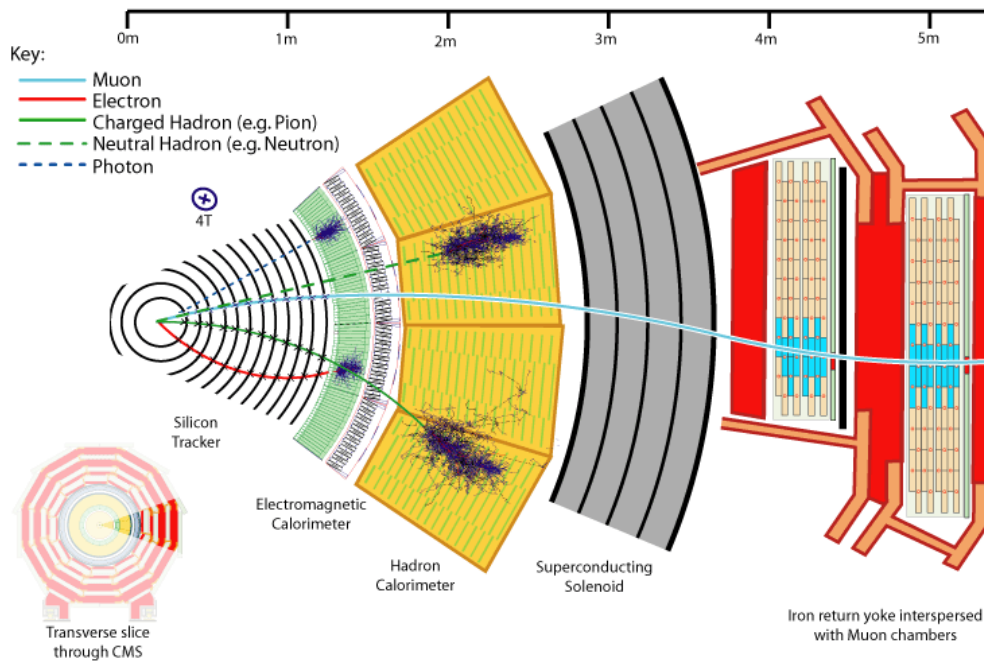 0m 1m 2m 3m 4m 5m
Key:
Muon
Electron
Charged Hadron (e.g. Pion)
Neutral Hadron (e.g. Neutron)
Photon
4T
Silicon
Tracker
Electromagnetic
Calorimeter
Hadron
Calorimeter
Superconducting
Solenoid
Iron return yoke interspersed
with Muon chambers
Transverse slice
through CMS